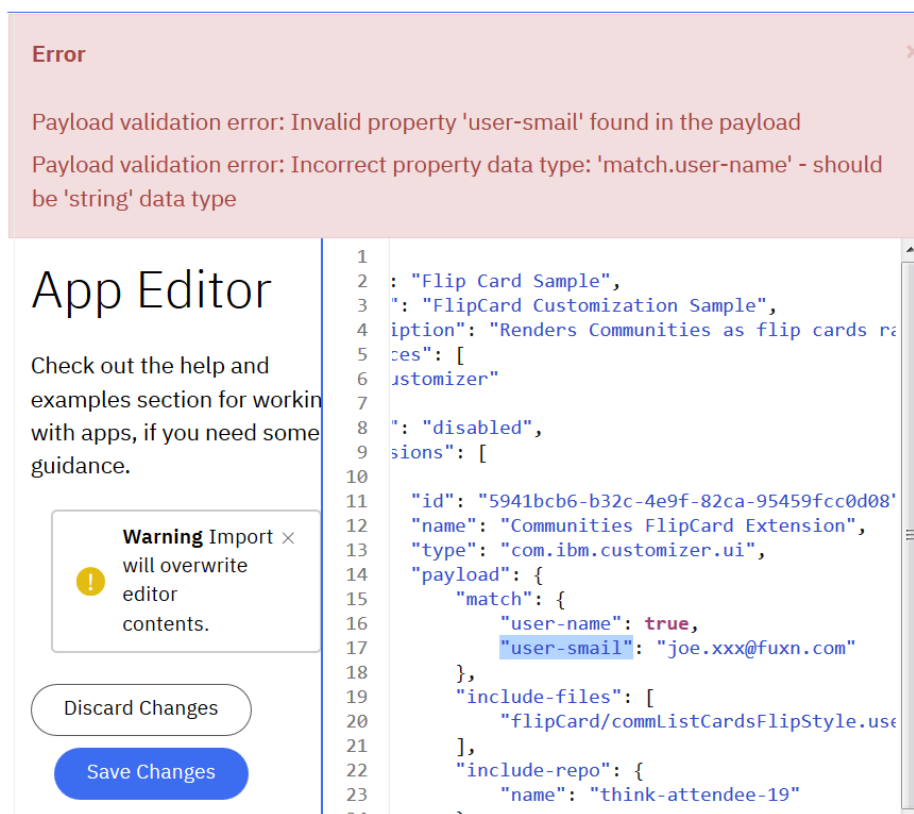 Error
×
Payload validation error: Invalid property 'user-smail' found in the payload
Payload validation error: Incorrect property data type: 'match.user-name' - should
be 'string' data type
App Editor
Check out the help and
examples section for workin
with apps, if you need some
guidance.
Warning Import ×
will overwrite
editor
contents.
Discard Changes
Save Changes
1
2 : "Flip Card Sample",
3 ": "FlipCard Customization Sample",
4 iption": "Renders Communities as flip cards ra
5 ces": [
6 ustomizer"
7
8 ": "disabled",
9 sions": [
10
11 "id": "5941bcb6-b32c-4e9f-82ca-95459fcc0d08"
12 "name": "Communities FlipCard Extension",
13 "type": "com.ibm.customizer.ui",
14 "payload": {
15 "match": {
16 "user-name": true,
17 "user-smail": "joe.xxx@fuxn.com"
18 },
19 "include-files": [
20 "flipCard/commListCardsFlipStyle.use
21 ],
22 "include-repo": {
23 "name": "think-attendee-19"